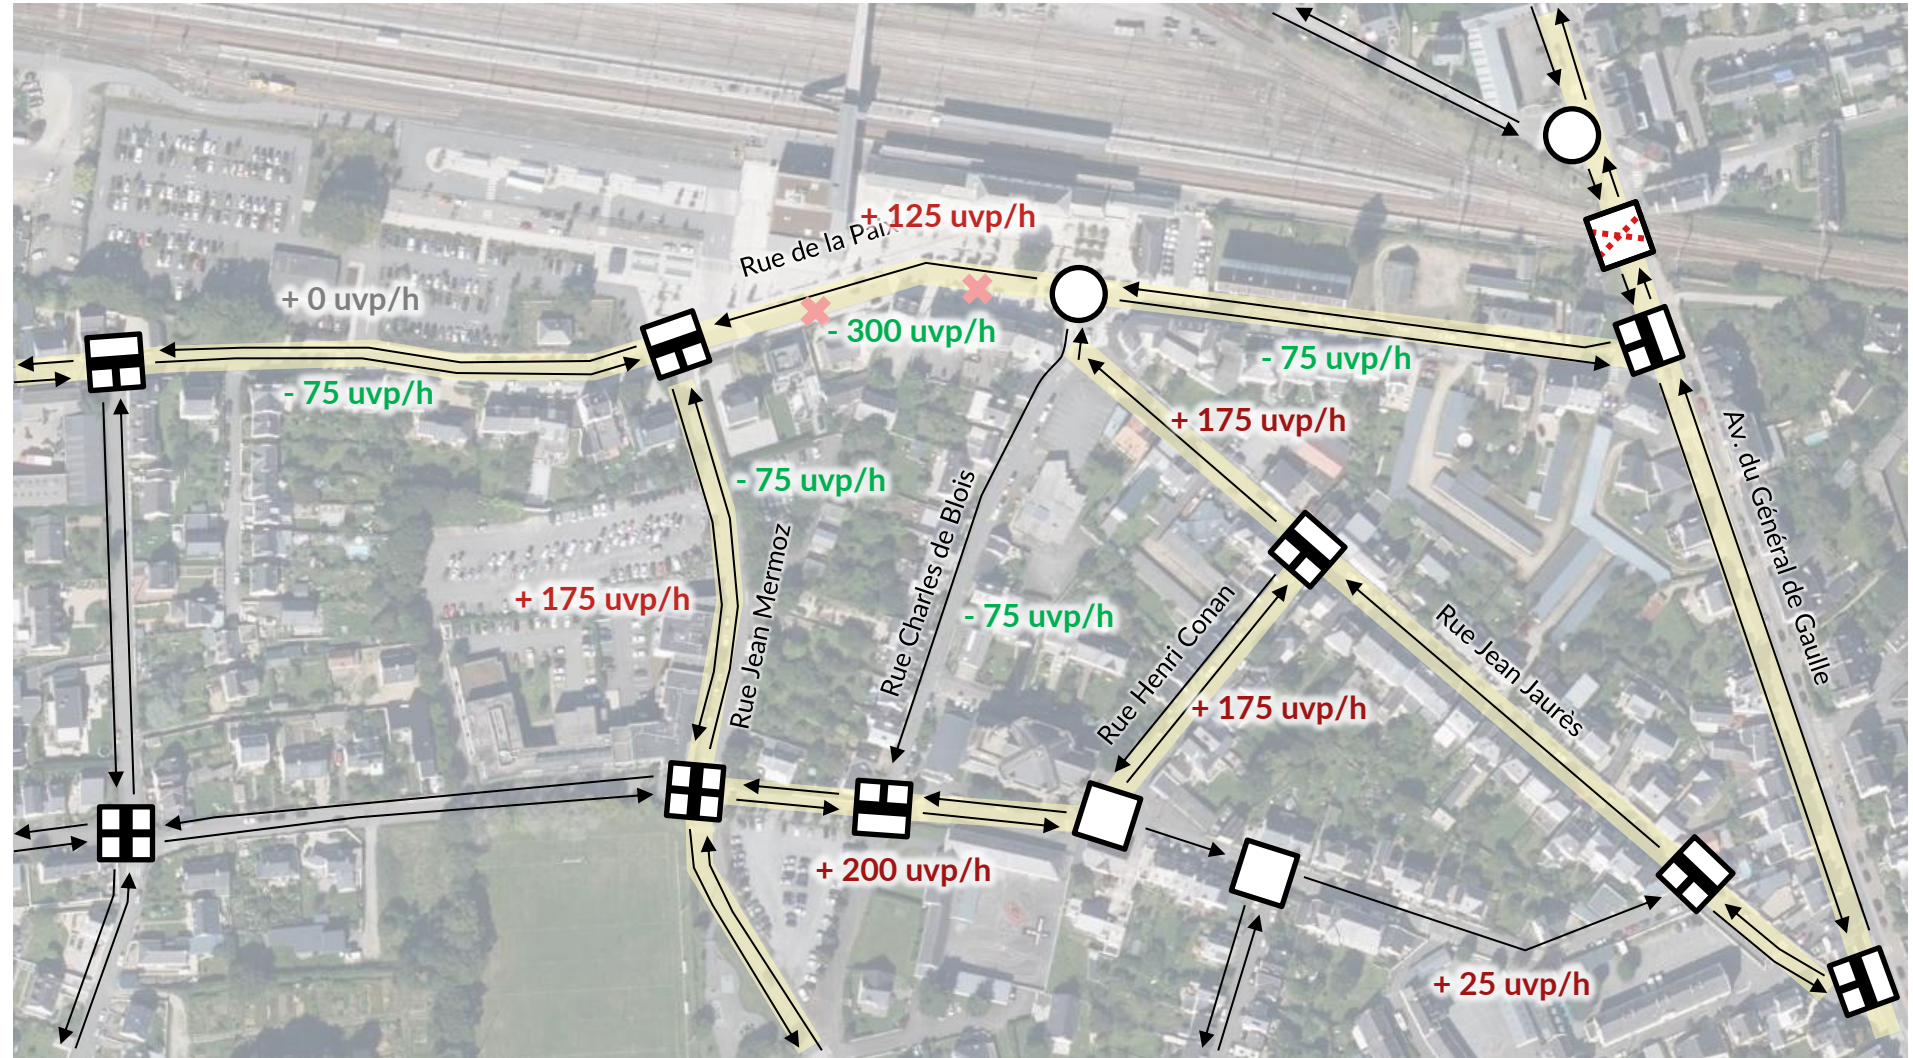 + 125 uvp/h
Rue de la Paix
+ 0 uvp/h
- 300 uvp/h
- 75 uvp/h
- 75 uvp/h
+ 175 uvp/h
Av. du Général de Gaulle
- 75 uvp/h
Rue Charles de Blois
Rue Jean Mermoz
+ 175 uvp/h
- 75 uvp/h
Rue Henri Conan
Rue Jean Jaurès
+ 175 uvp/h
+ 200 uvp/h
+ 25 uvp/h